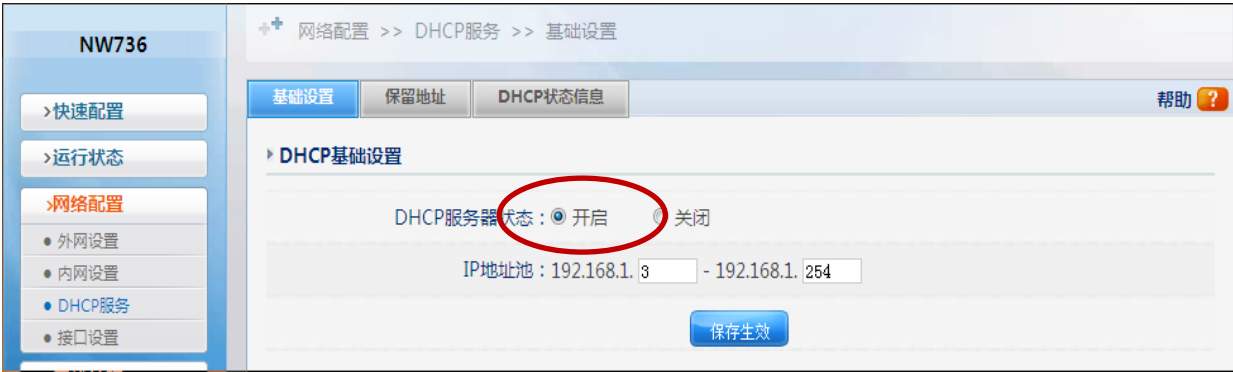 NW736
网络配置 >> DHCP服务 >> 基础设置
基础设置 保留地址 DHCP状态信息
帮助 ?
>快速配置
>运行状态
>网络配置
● 外网设置
● 内网设置
● DHCP服务
● 接口设置
DHCP基础设置
DHCP服务器状态：开启 关闭
IP地址池：192.168.1. 3 - 192.168.1. 254
保存生效